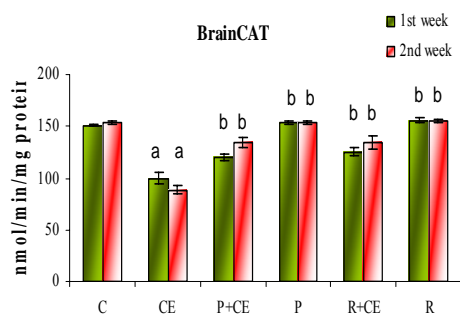 BrainCAT
1st week
2nd week
nmol/min/mg protein
200
150
100
50
0
a a
b b
b b
b b
b b
C CE P+CE P R+CE R